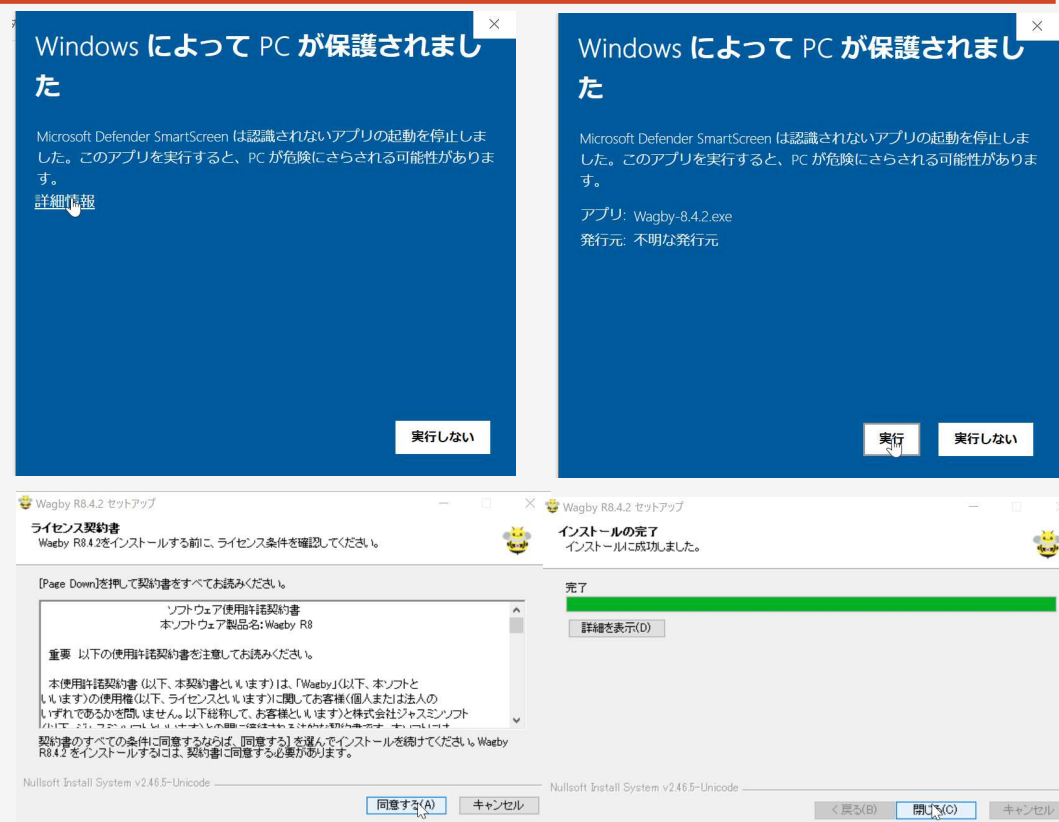 Windows によって PC が保護されまし
た
Microsoft Defender SmartScreen は認識されないアプリの起動を停止しま
した。このアプリを実行すると、PC が危険にさらされる可能性がありま
す。
詳細情報
実行しない
Windows によって PC が保護されまし
た
Microsoft Defender SmartScreen は認識されないアプリの起動を停止しま
した。このアプリを実行すると、PC が危険にさらされる可能性がありま
す。
アプリ: Wagby-8.4.2.exe
発行元: 不明な発行元
実行
実行しない
Wagby R8.4.2 セットアップ
ライセンス契約書
Wagby R8.4.2をインストールする前に、ライセンス条件を確認してください。
[Page Down]を押して契約書をすべてお読みください。
ソフトウェア使用許諾契約書
本ソフトウェア製品名:Wagby R8
重要 以下の使用許諾契約書を注意してお読みください。
本使用許諾契約書 (以下、本契約書といいます) は、「Wagby」(以下、本ソフトと
いいます)の使用権(以下、ライセンスといいます)に関してお客様(個人または法人の
いずれであるかを問いません。以下総称して、お客様といいます)と株式会社ジャスミンソフト
契約書のすべての条件に同意するならば、[同意する] を選んでインストールを続けてください。Wagby
R8.4.2 をインストールするには、契約書に同意する必要があります。
Nullsoft Install System v2.46.5-Unicode
同意する(A)
キャンセル
Wagby R8.4.2 セットアップ
インストールの完了
インストールに成功しました。
完了
詳細を表示(D)
Nullsoft Install System v2.46.5-Unicode
< 戻る(B)
閉じる(C)
キャンセル